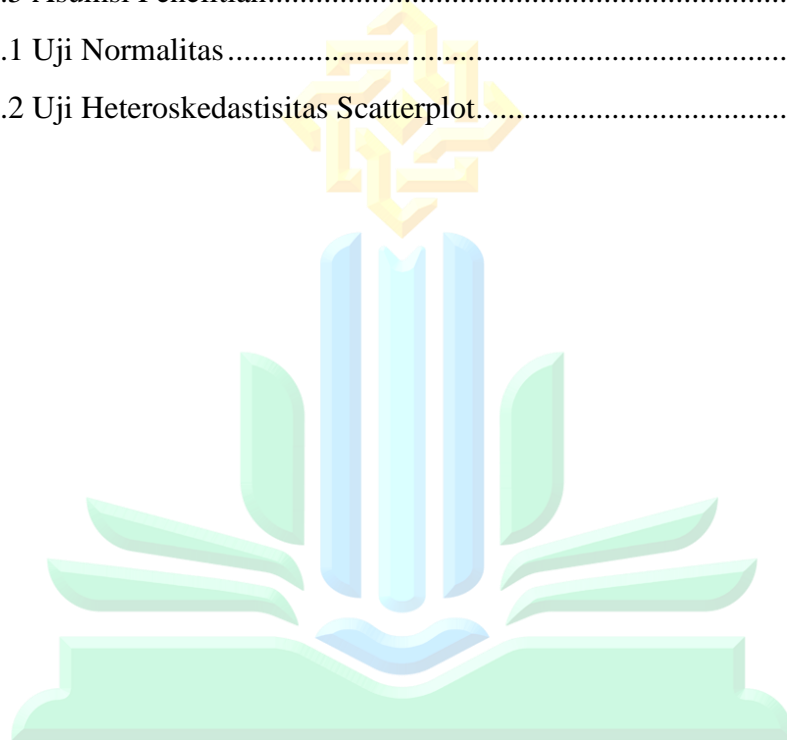 .3 Asumsi Penelitian.................................................................
.1 Uji Normalitas......................................................................
.2 Uji Heteroskedastisitas Scatterplot.......................................